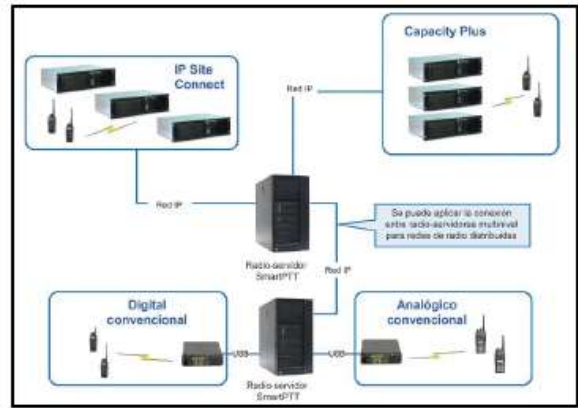 IP Site
Connect
Capacity Plus
Red IP
Red IP
Se puede aplicar la conexión
entre radio-servidores multinivel
para redes de radio distribuidas
Radio-servidor
SmartPTT
Red IP
Digital
convencional
Analógico
convencional
USB
USB
Radio-servidor
SmartPTT